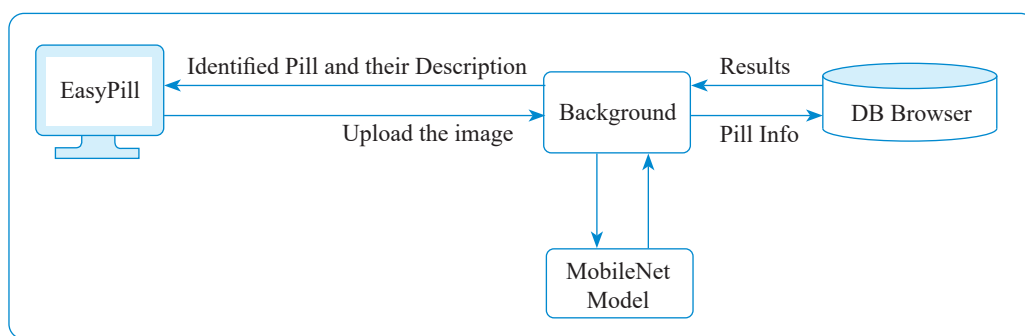 EasyPill
Identified Pill and their Description
Upload the image
Background
Results
Pill Info
DB Browser
MobileNet
Model